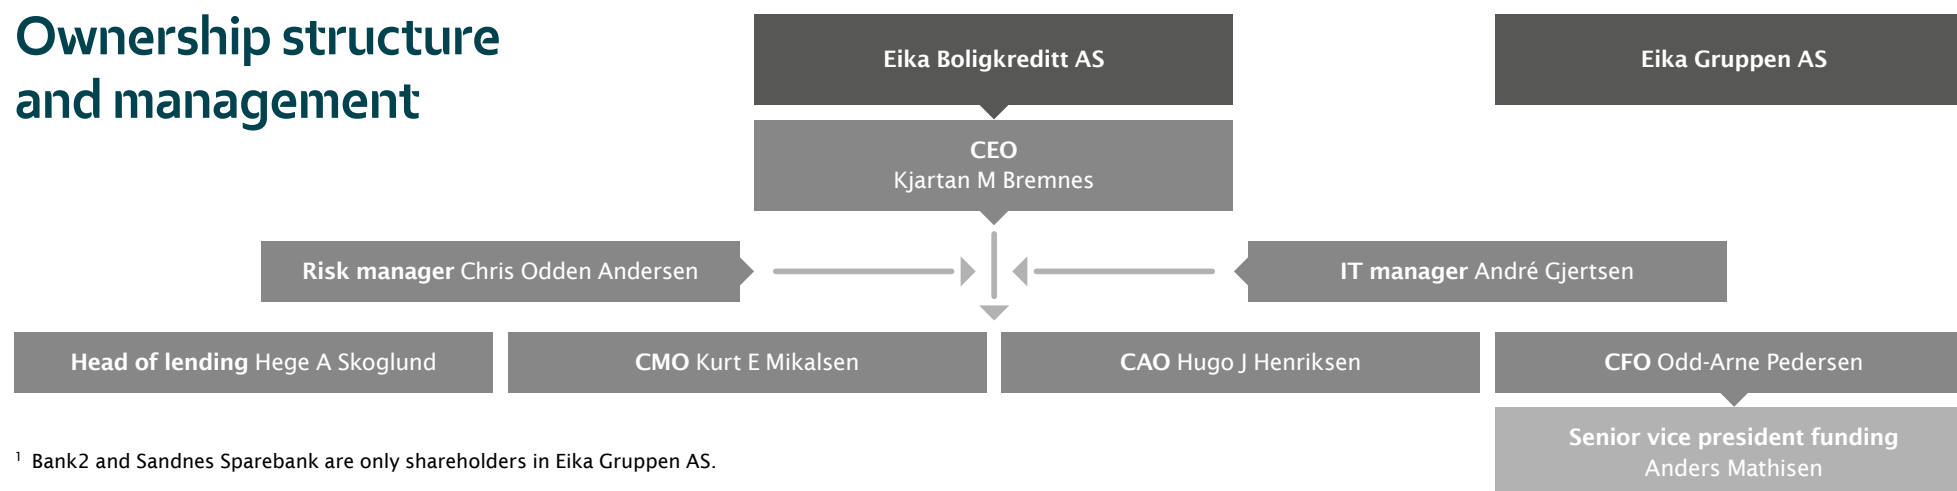 Ownership structure
and management
Eika Boligkreditt AS
Eika Gruppen AS
CEO
Kjartan M Bremnes
Risk manager Chris Odden Andersen
IT manager André Gjertsen
Head of lending Hege A Skoglund
CMO Kurt E Mikalsen
CAO Hugo J Henriksen
CFO Odd-Arne Pedersen
Senior vice president funding
Anders Mathisen
1 Bank2 and Sandnes Sparebank are only shareholders in Eika Gruppen AS.